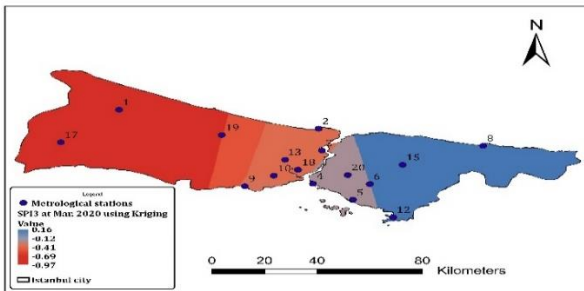 N
2
1
19
8
17
13
15
18
10
20
9
4
6
5
12
Legend
Metrological stations
SPI3 at Mar. 2020 using Kriging
Value
0.16
-0.12
-0.41
-0.69
-0.97
Istanbul city
0 40 80
Kilometers